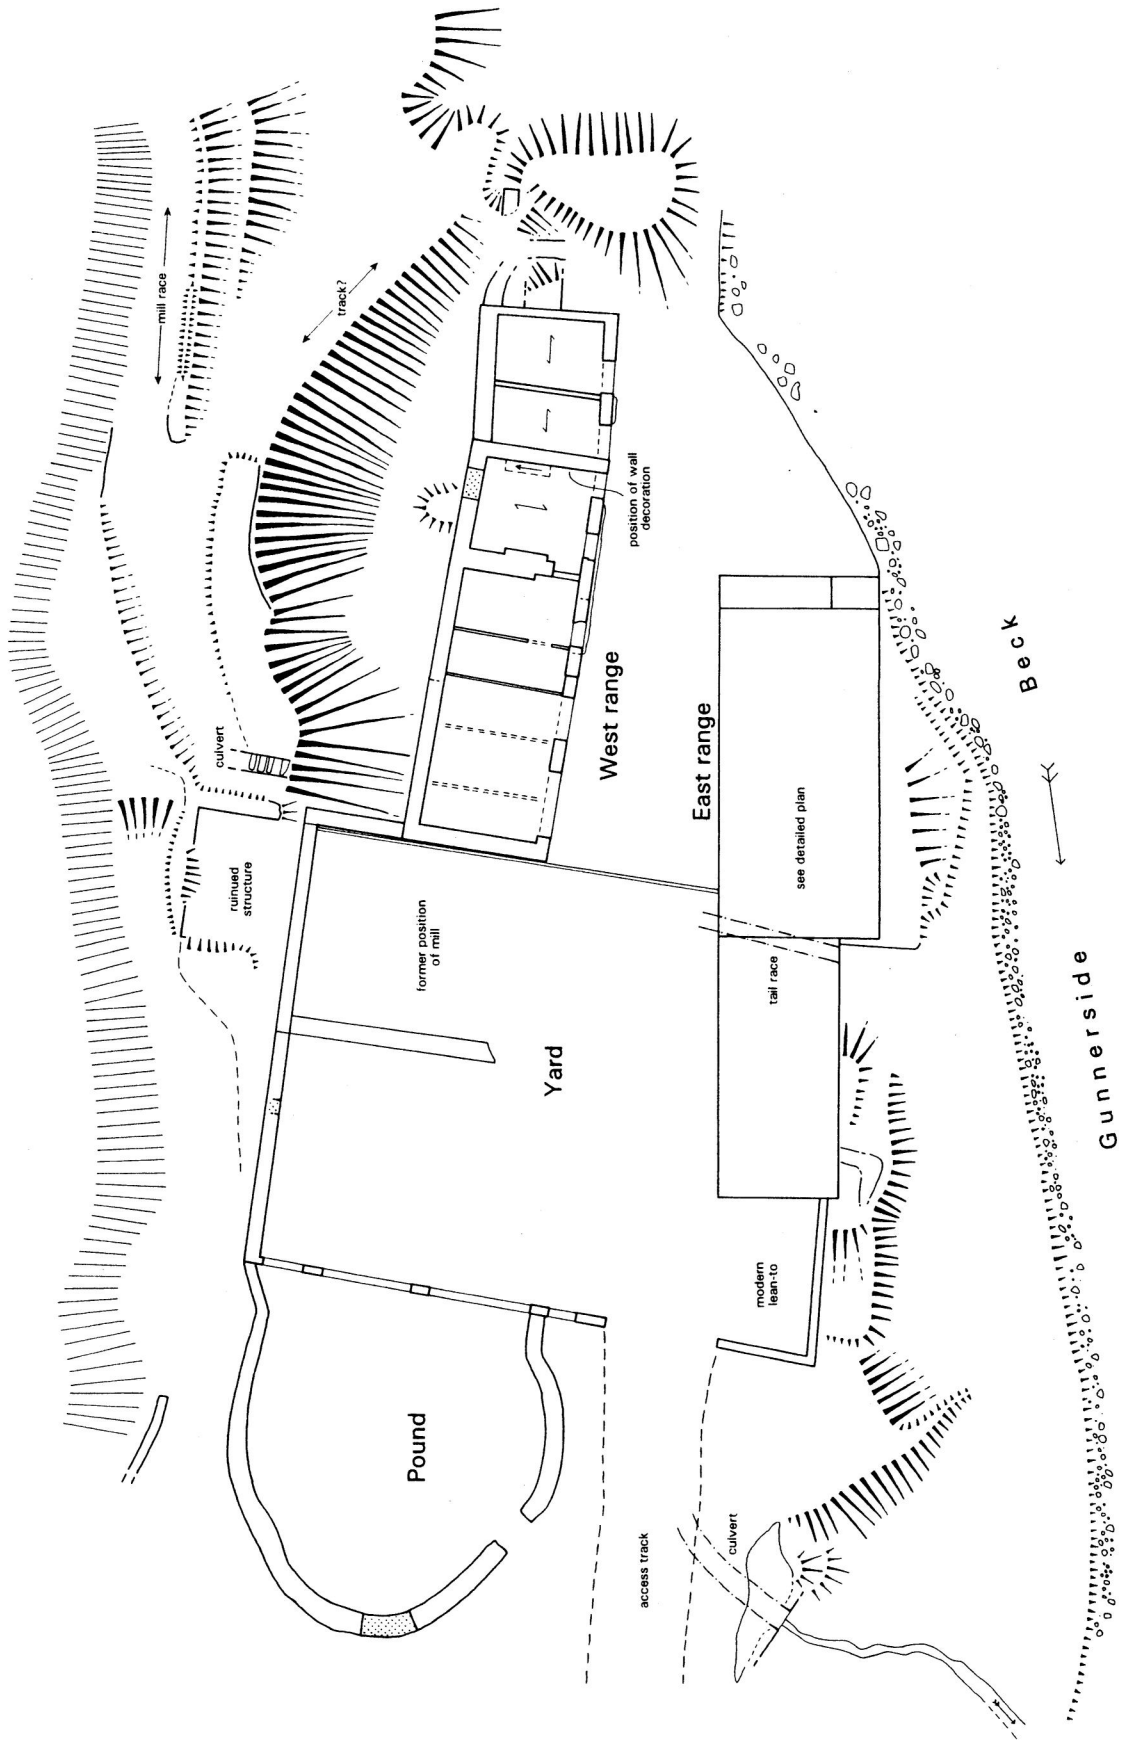 mill race
track?
culvert
ruinued
structure
position of wall
decoration
West range
East range
see detailed plan
former position
of mill
tail race
Yard
modern
lean-to
Pound
access track
culvert
Gunnerside
Beck